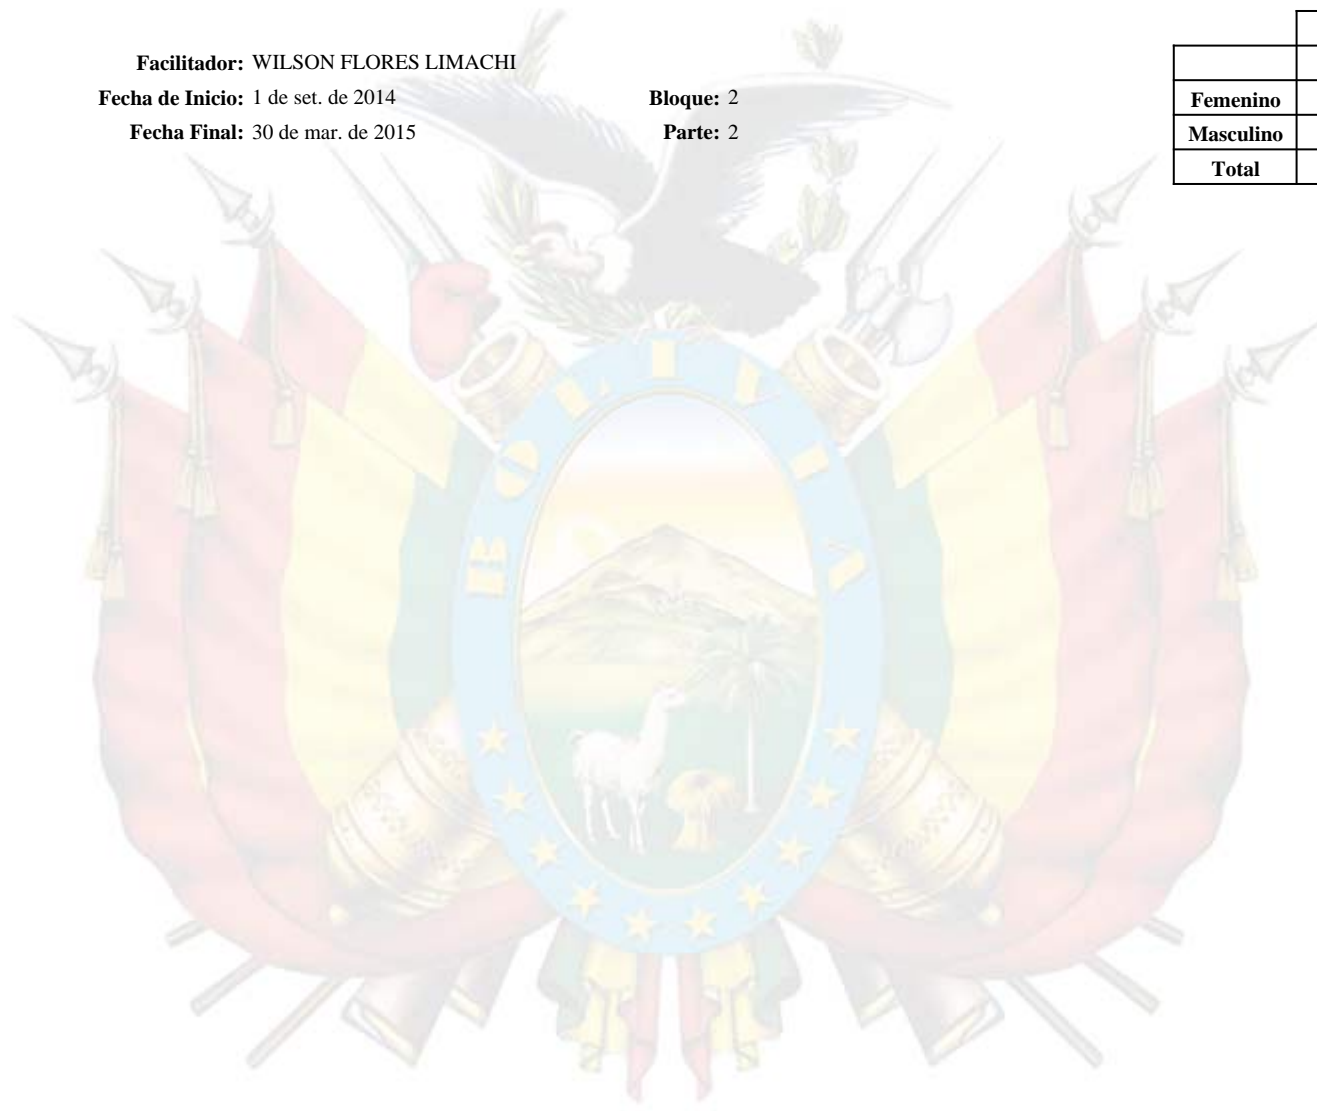 Facilitador: WILSON FLORES LIMACHI
Fecha de Inicio: 1 de set. de 2014 Bloque: 2
Fecha Final: 30 de mar. de 2015 Parte: 2
Femenino
Masculino
Total
BOLIVIA